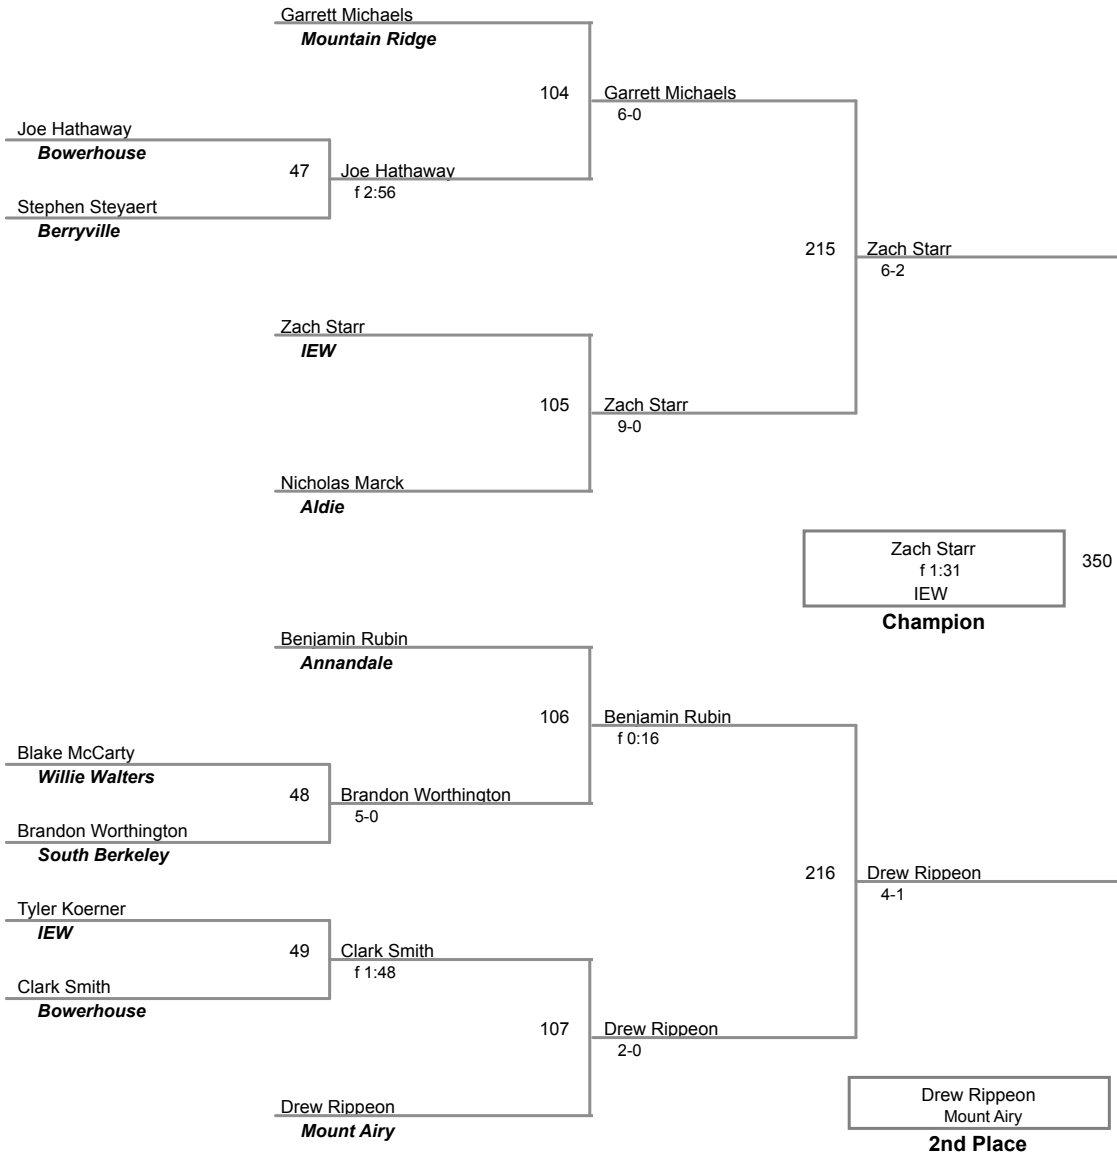 Garrett Michaels
Mountain Ridge
104
Garrett Michaels
6-0
Joe Hathaway
Bowerhouse
47
Joe Hathaway
f 2:56
Stephen Steyaert
Berryville
215
Zach Starr
6-2
Zach Starr
IEW
105
Zach Starr
9-0
Nicholas Marck
Aldie
Zach Starr
f 1:31
IEW
350
Champion
Benjamin Rubin
Annandale
106
Benjamin Rubin
f 0:16
Blake McCarty
Willie Walters
48
Brandon Worthington
5-0
Brandon Worthington
South Berkeley
216
Drew Rippeon
4-1
Tyler Koerner
IEW
49
Clark Smith
f 1:48
Clark Smith
Bowerhouse
107
Drew Rippeon
2-0
Drew Rippeon
Mount Airy
Drew Rippeon
Mount Airy
2nd Place